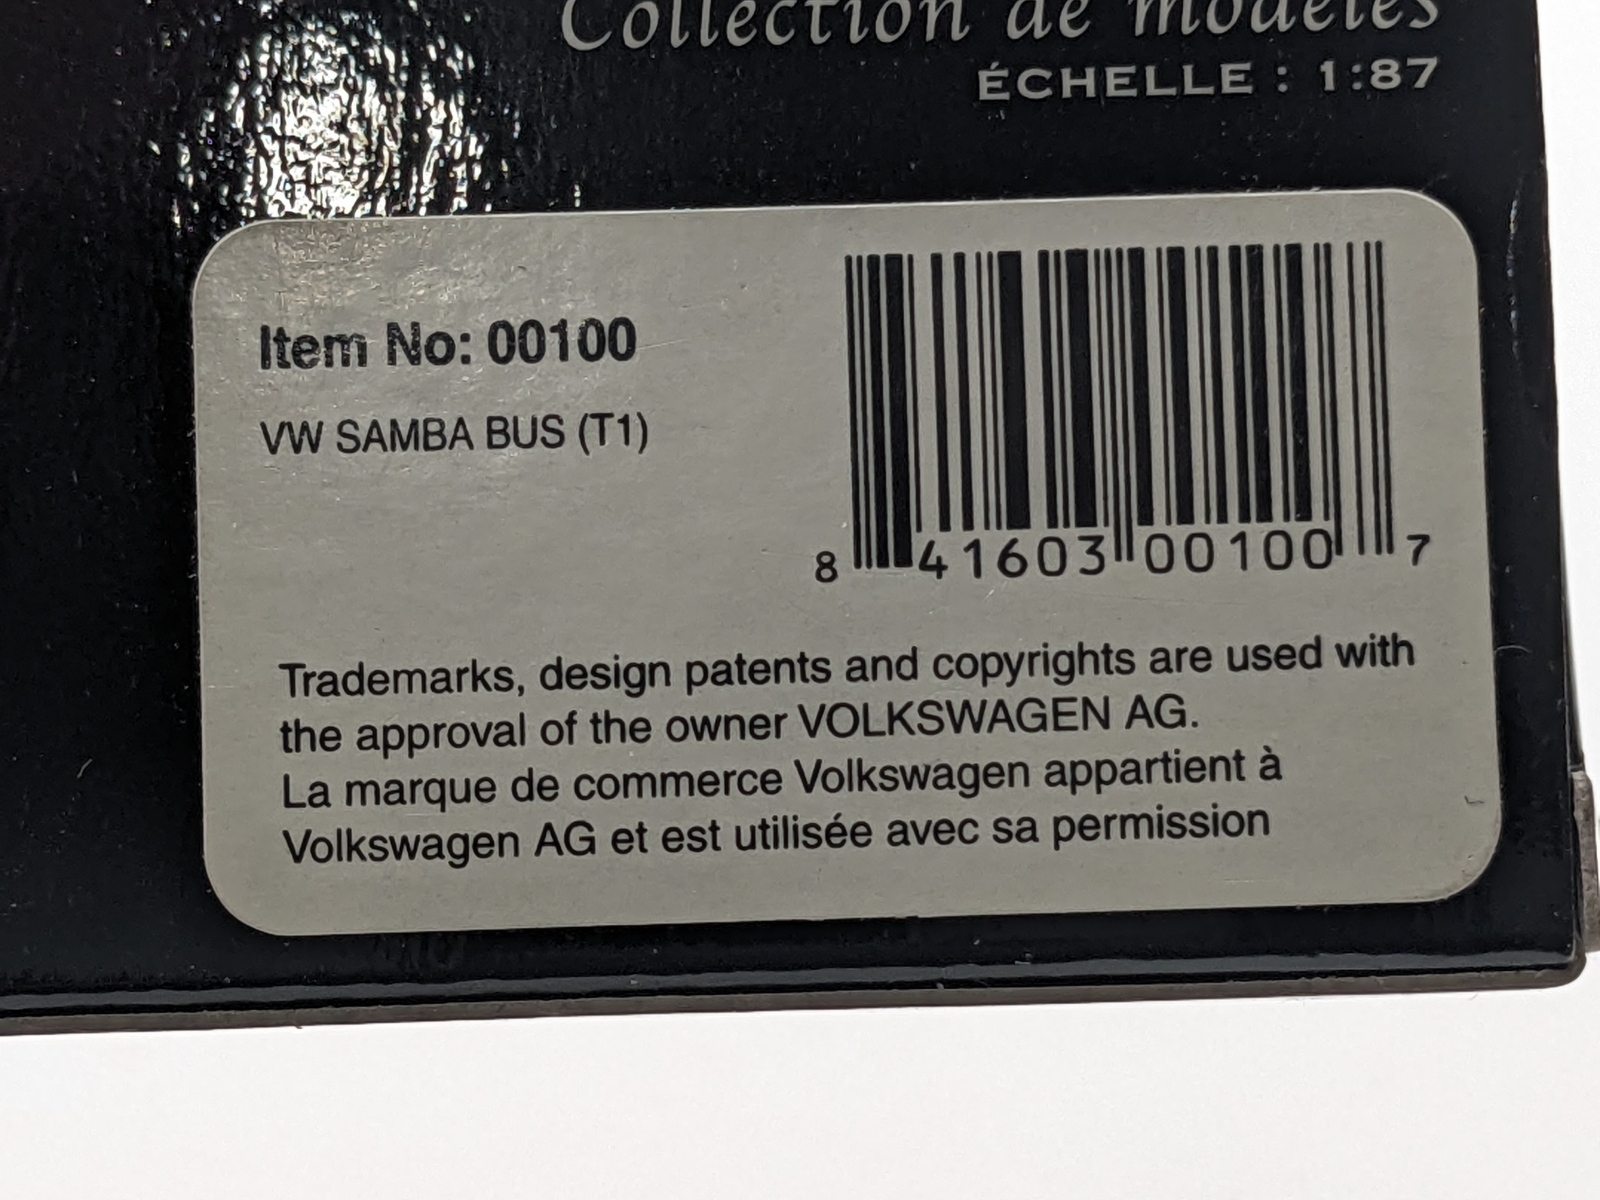 Collection de modèles
ÉCHELLE : 1:87
Item No: 00100
VW SAMBA BUS (T1)
8 41603 00100 7
Trademarks, design patents and copyrights are used with
the approval of the owner VOLKSWAGEN AG.
La marque de commerce Volkswagen appartient à
Volkswagen AG et est utilisée avec sa permission